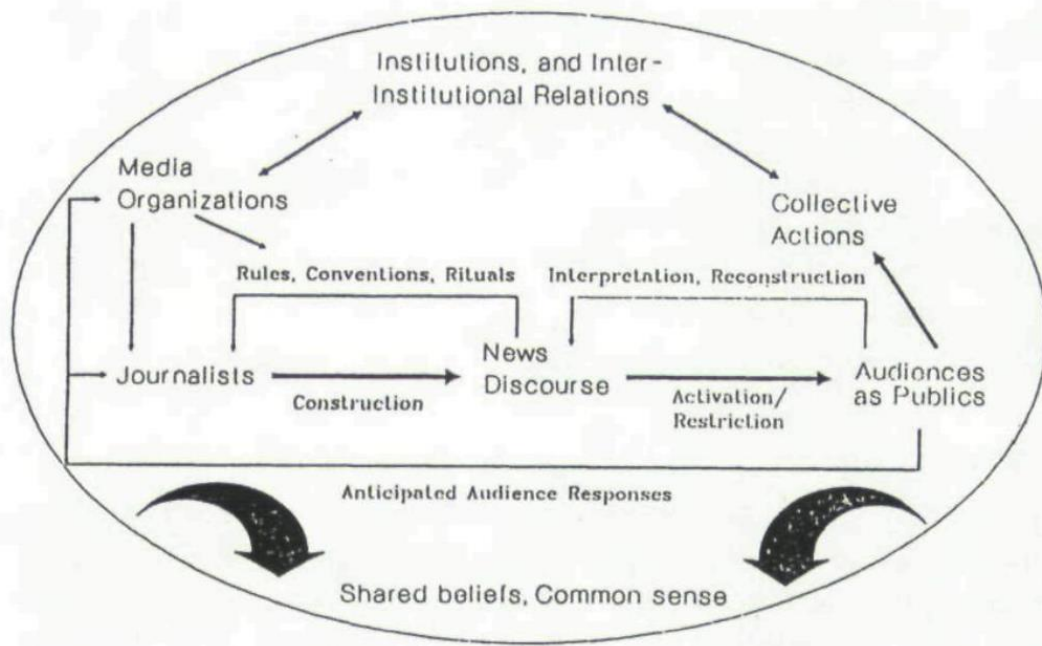 Institutions, and Inter-
Institutional Relations
Media
Organizations
Collective
Actions
Rules, Conventions, Rituals
Interpretation, Reconstruction
Journalists
News
Discourse
Audiences
as Publics
Construction
Activation/
Restriction
Anticipated Audience Responses
Shared beliefs, Common sense